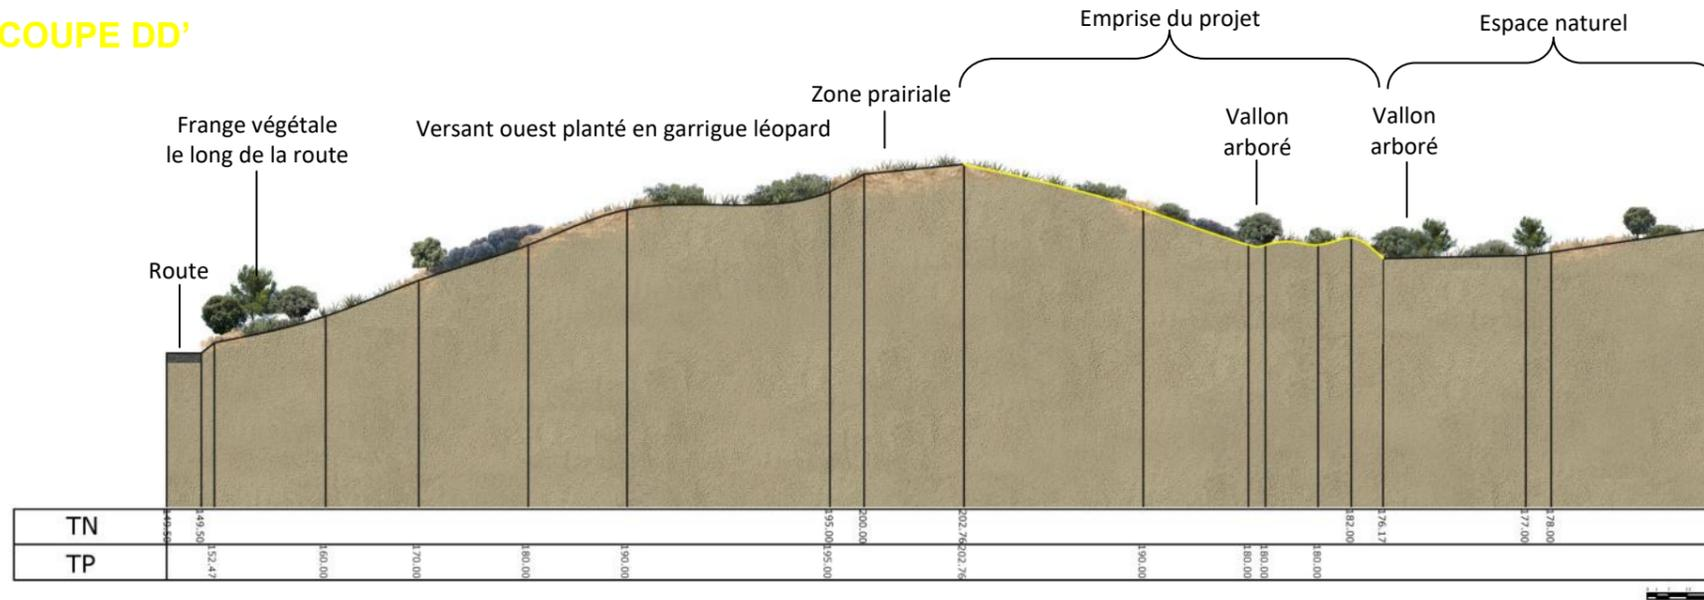 COUPE DD’
Emprise du projet
Espace naturel
Zone prairiale
Vallon
arboré
Vallon
arboré
Frange végétale
le long de la route
Versant ouest planté en garrigue léopard
Route
TN
149.50
149.50
195.00
200.00
202.76
182.00
176.17
177.00
178.00
TP
152.47
160.00
170.00
180.00
190.00
195.00
202.76
190.00
180.00
180.00
180.00